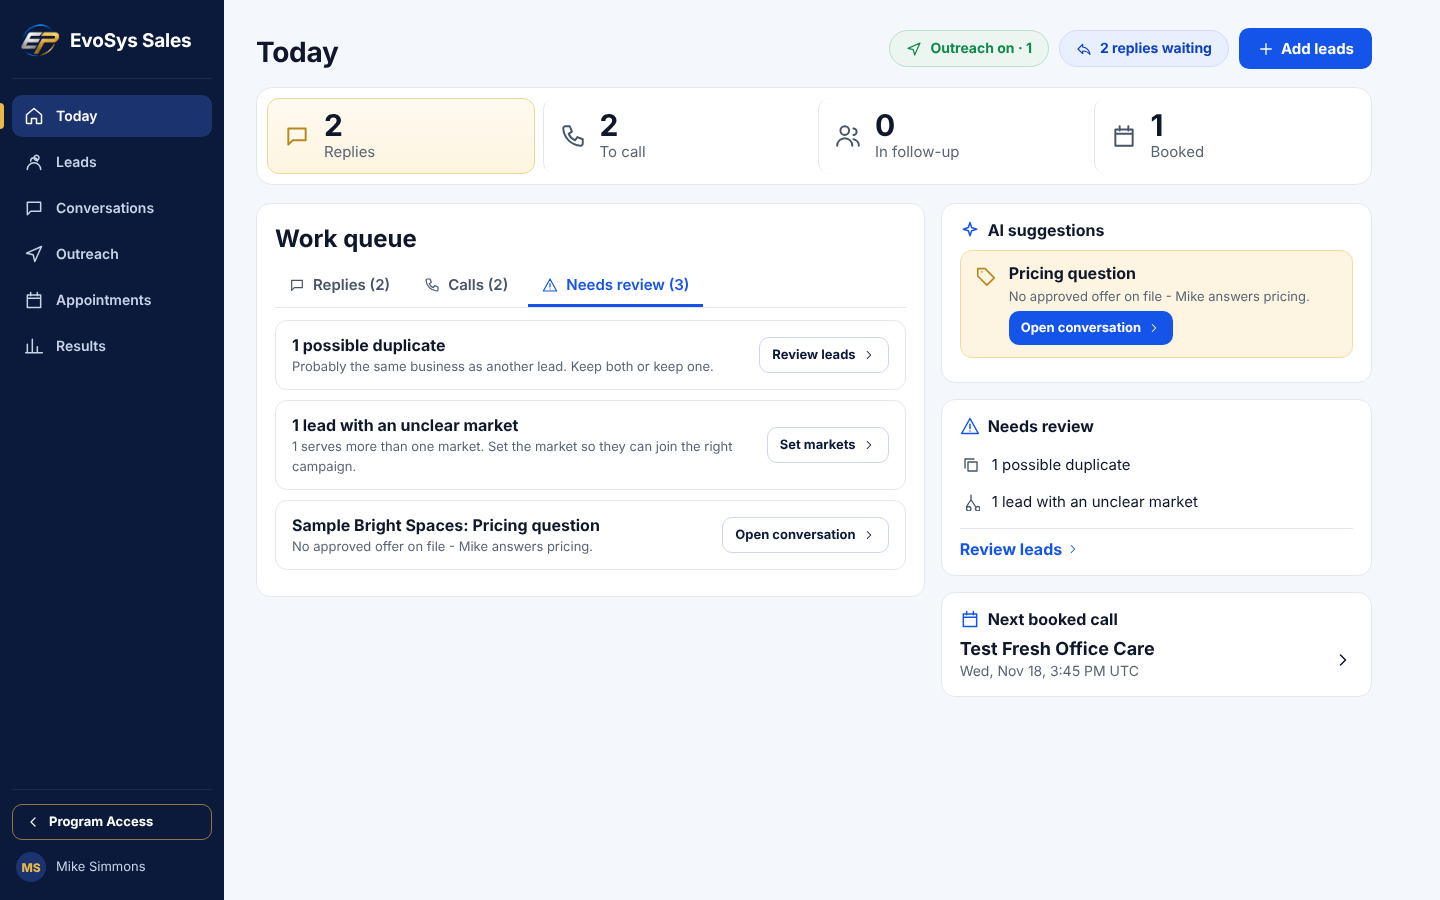 EP
EvoSys Sales
Today
Leads
Conversations
Outreach
Appointments
Results
Program Access
MS
Mike Simmons
Today
Outreach on · 1
2 replies waiting
Add leads
2
Replies
2
To call
0
In follow-up
1
Booked
Work queue
Replies (2)
Calls (2)
Needs review (3)
1 possible duplicate
Probably the same business as another lead. Keep both or keep one.
Review leads
1 lead with an unclear market
1 serves more than one market. Set the market so they can join the right
campaign.
Set markets
Sample Bright Spaces: Pricing question
No approved offer on file - Mike answers pricing.
Open conversation
AI suggestions
Pricing question
No approved offer on file - Mike answers pricing.
Open conversation
Needs review
1 possible duplicate
1 lead with an unclear market
Review leads
Next booked call
Test Fresh Office Care
Wed, Nov 18, 3:45 PM UTC